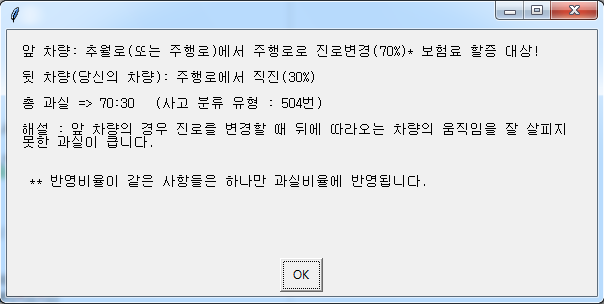 앞 차량: 추월로(또는 주행로)에서 주행로로 진로변경(70%)* 보험료 할증 대상!
뒷 차량(당신의 차량): 주행로에서 직진(30%)
총 과실 => 70:30 (사고 분류 유형 : 504번)
해설 : 앞 차량의 경우 진로를 변경할 때 뒤에 따라오는 차량의 움직임을 잘 살피지
못한 과실이 큽니다.
** 반영비율이 같은 사항들은 하나만 과실비율에 반영됩니다.
OK